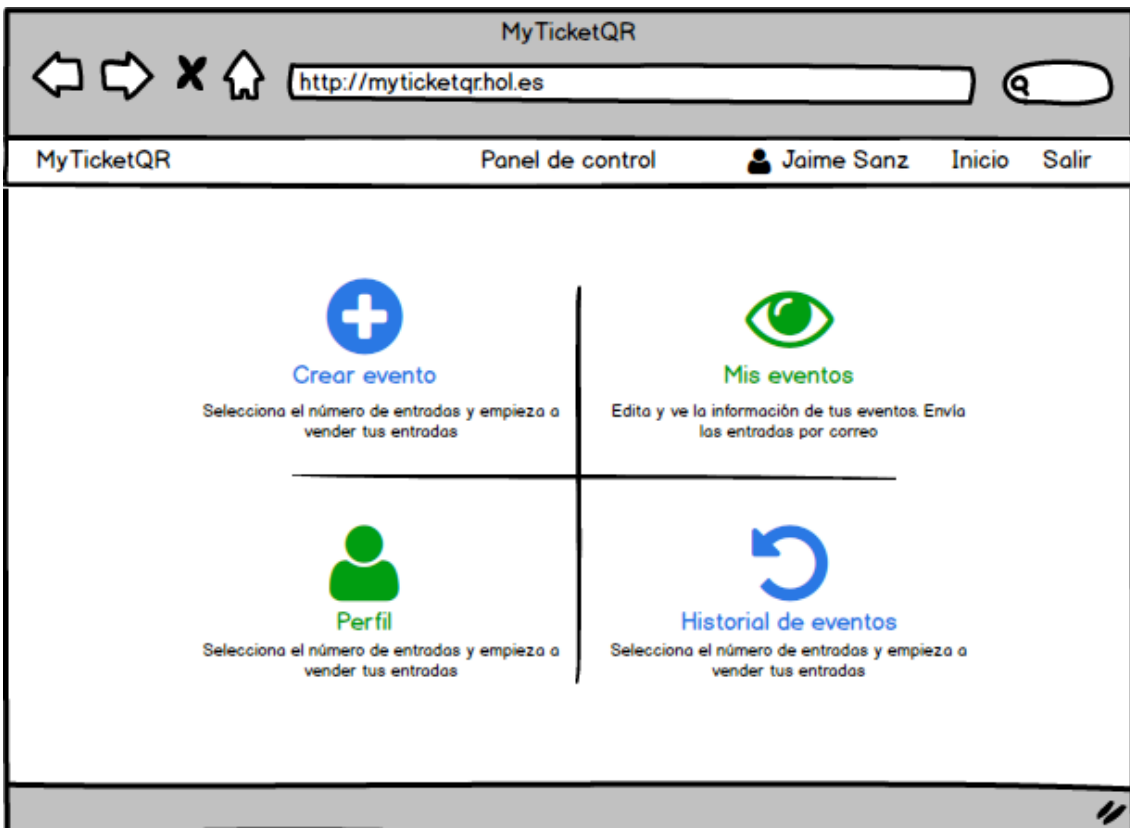 MyTicketQR
http://myticketqr.hol.es
MyTicketQR Panel de control Jaime Sanz Inicio Salir
Crear evento
Selecciona el número de entradas y empieza a
vender tus entradas
Mis eventos
Edita y ve la información de tus eventos. Envía
las entradas por correo
Perfil
Selecciona el número de entradas y empieza a
vender tus entradas
Historial de eventos
Selecciona el número de entradas y empieza a
vender tus entradas